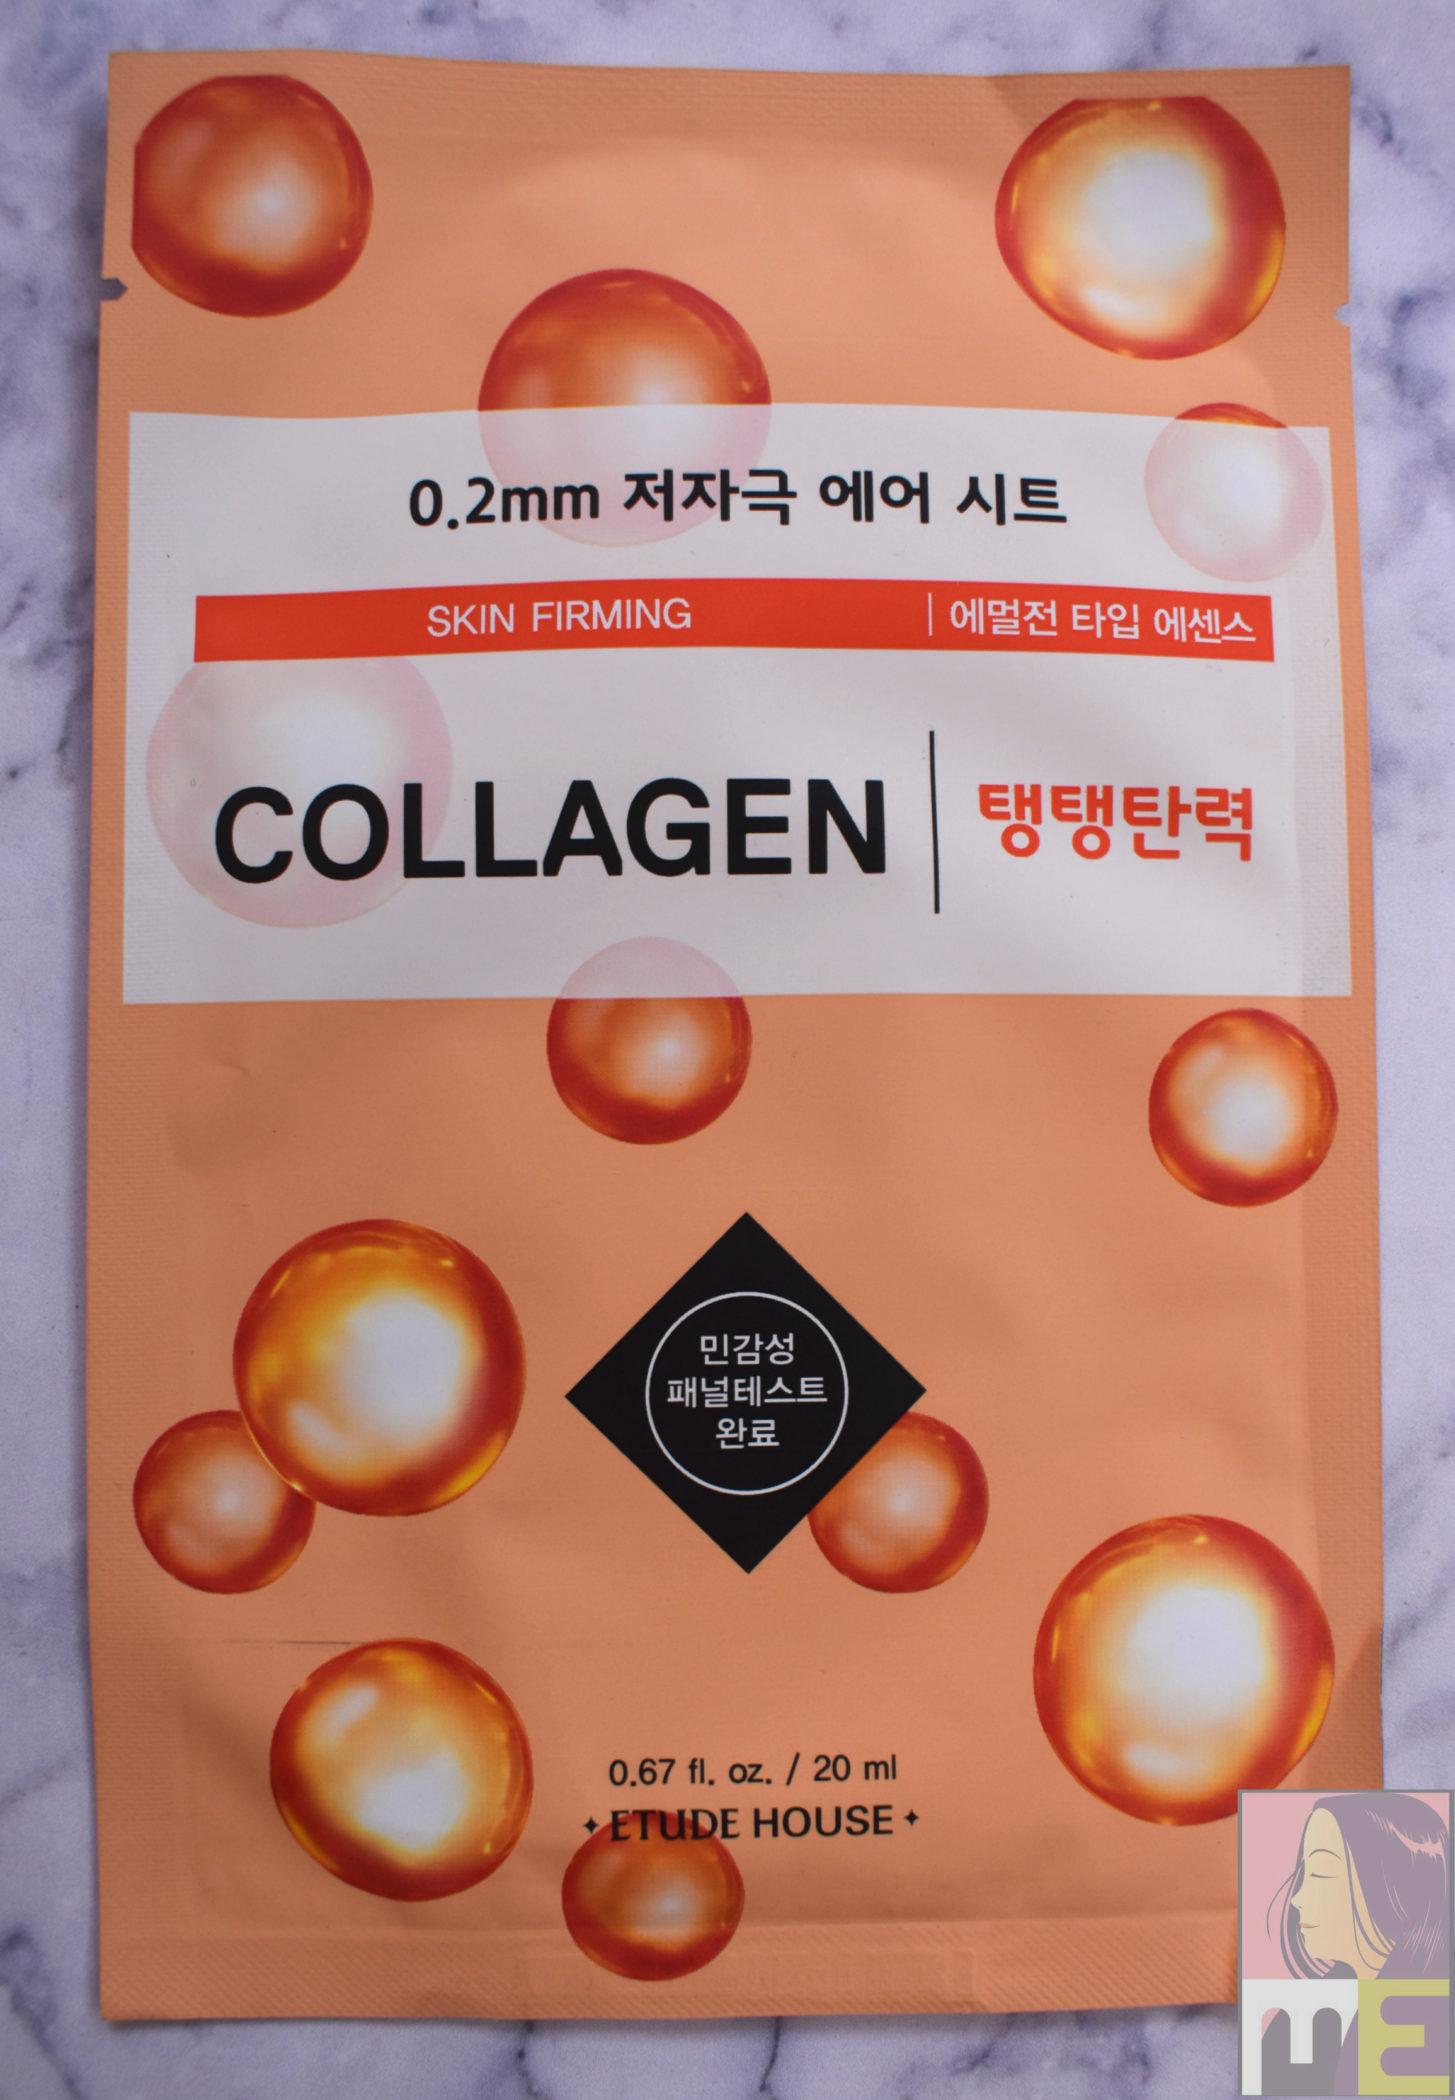 0.2mm 저자극 에어 시트
SKIN FIRMING | 에멀전 타입 에센스
COLLAGEN | 탱탱탄력
민감성
패널테스트
완료
0.67 fl. oz. / 20 ml
ETUDE HOUSE
mE